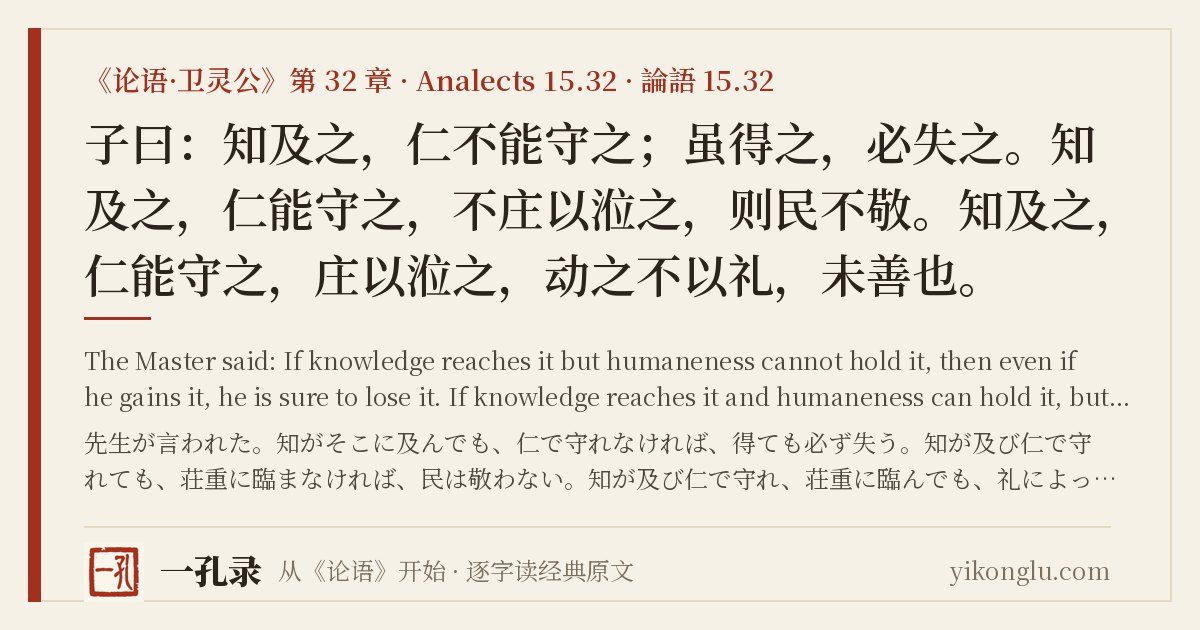 《论语·卫灵公》第 32 章 · Analects 15.32 · 論語 15.32
子曰：知及之，仁不能守之；虽得之，必失之。知
及之，仁能守之，不庄以涖之，则民不敬。知及之，
仁能守之，庄以涖之，动之不以礼，未善也。
The Master said: If knowledge reaches it but humaneness cannot hold it, then even if
he gains it, he is sure to lose it. If knowledge reaches it and humaneness can hold it, but…
先生が言われた。知がそこに及んでも、仁で守れなければ、得ても必ず失う。知が及び仁で守
れても、荘重に臨まなければ、民は敬わない。知が及び仁で守れ、荘重に臨んでも、礼によっ…
一孔
一孔录 从《论语》开始 · 逐字读经典原文 yikonglu.com